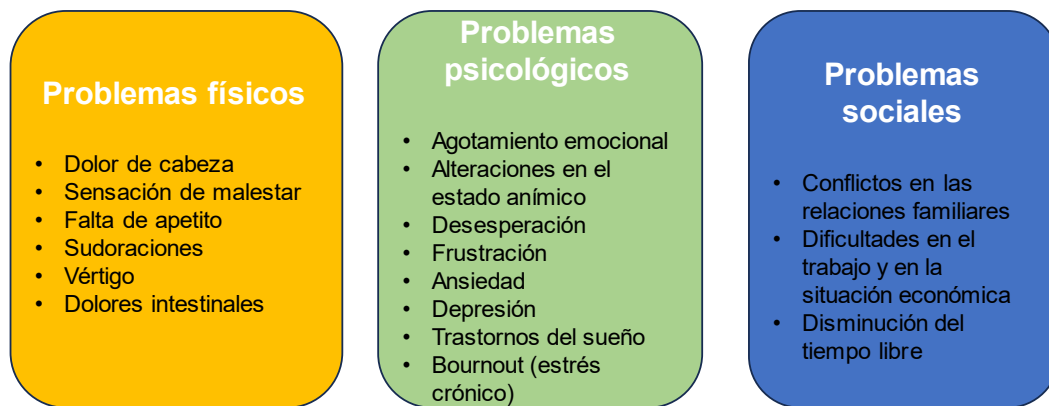 Problemas físicos
• Dolor de cabeza
• Sensación de malestar
• Falta de apetito
• Sudoraciones
• Vértigo
• Dolores intestinales
Problemas
psicológicos
• Agotamiento emocional
• Alteraciones en el
estado anímico
• Desesperación
• Frustración
• Ansiedad
• Depresión
• Trastornos del sueño
• Bournout (estrés
crónico)
Problemas
sociales
• Conflictos en las
relaciones familiares
• Dificultades en el
trabajo y en la
situación económica
• Disminución del
tiempo libre